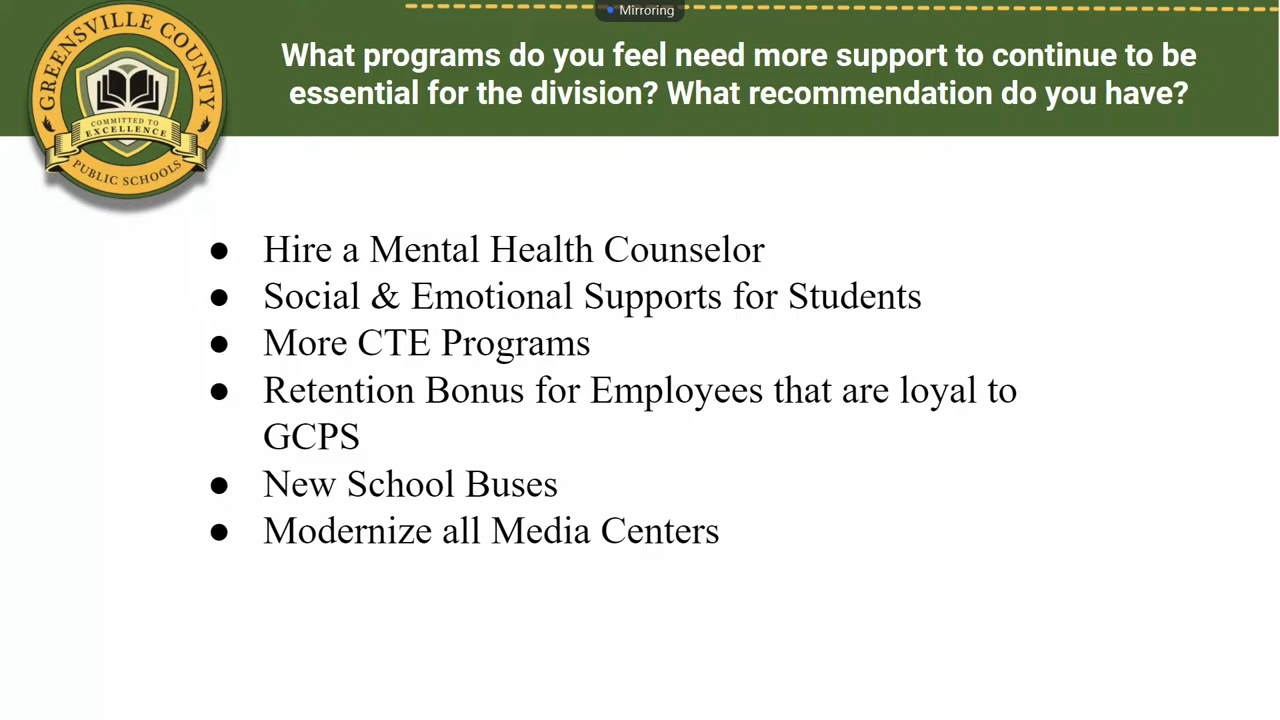 Mirroring
What programs do you feel need more support to continue to be
essential for the division? What recommendation do you have?
GREENSVILLE COUNTY
COMMITTED TO
EXCELLENCE
PUBLIC SCHOOLS
● Hire a Mental Health Counselor
● Social & Emotional Supports for Students
● More CTE Programs
● Retention Bonus for Employees that are loyal to
GCPS
● New School Buses
● Modernize all Media Centers